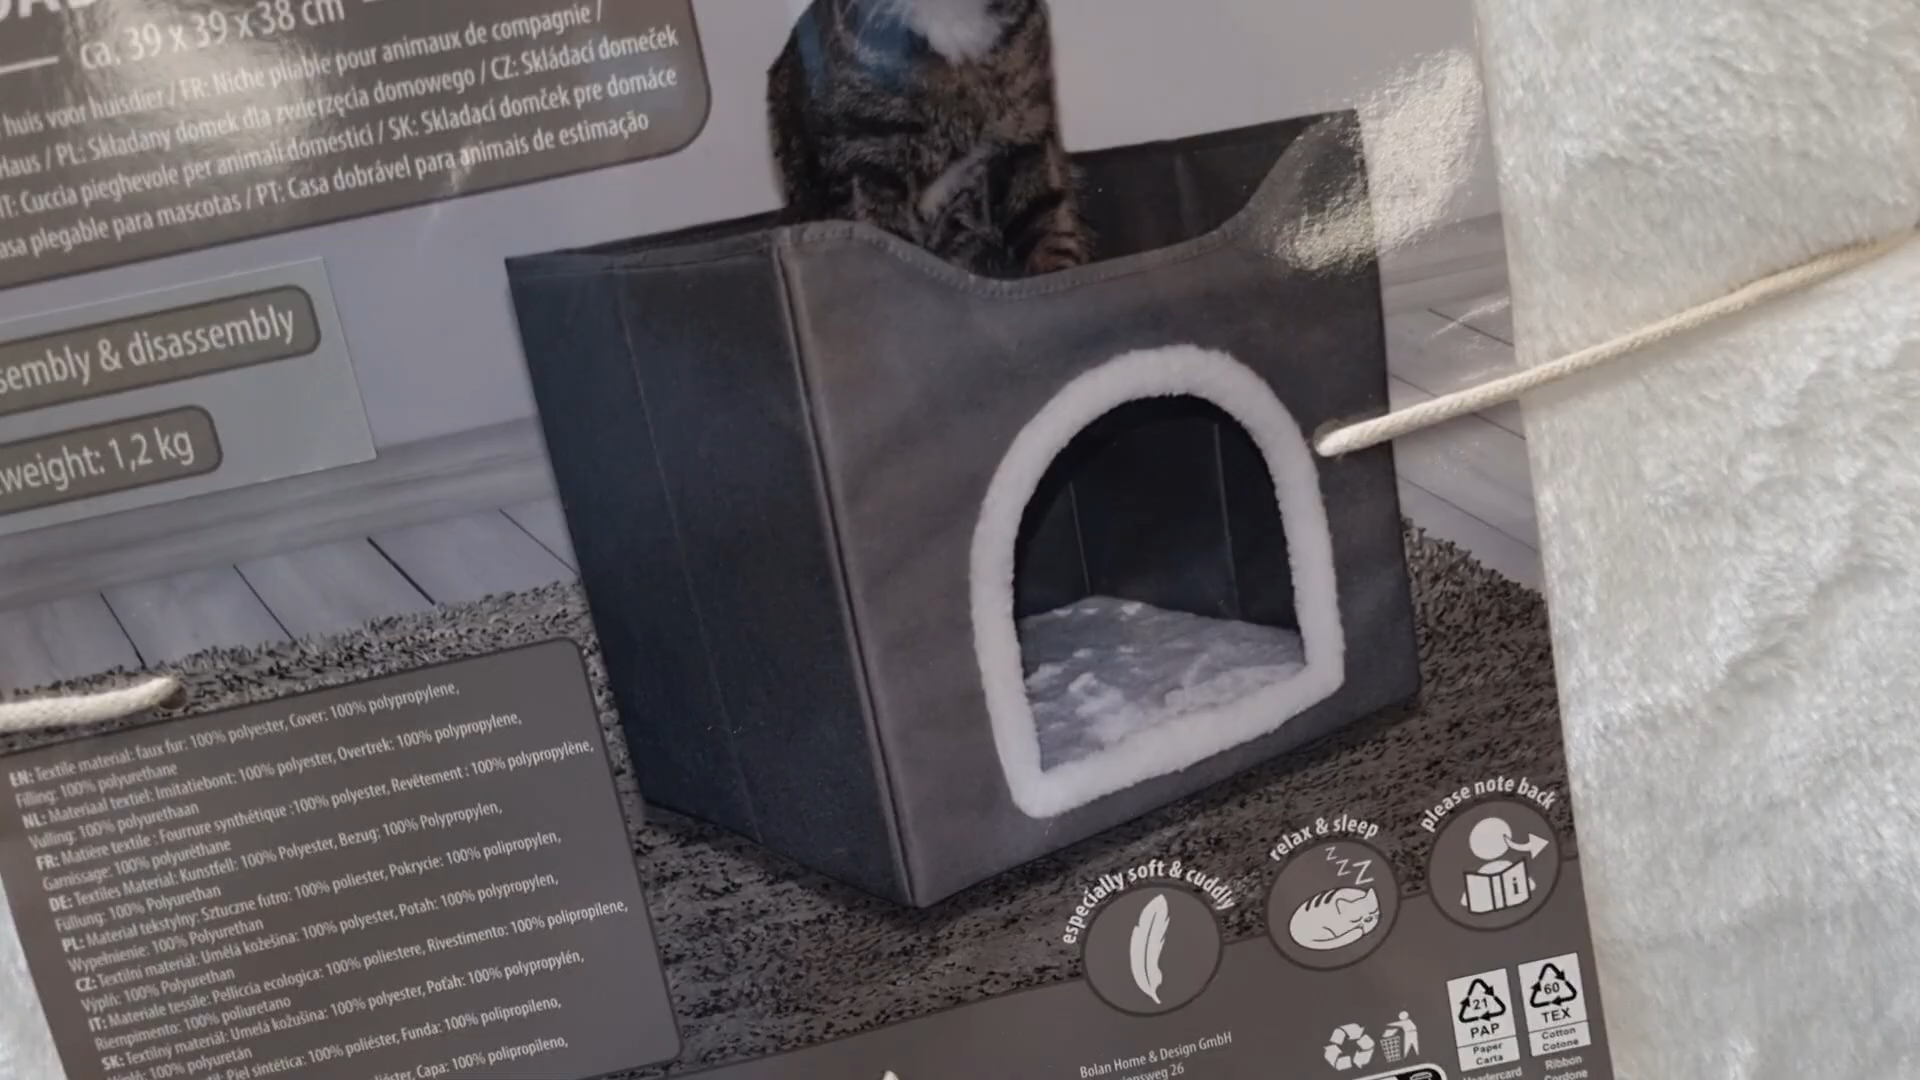 ca. 39 x 39 x 38 cm
huis voor huisdier / FR: Niche pliable pour animaux de compagnie /
Haus / PL: Składany domek dla zwierzęcia domowego / CZ: Skládací domeček
IT: Cuccia pieghevole per animali domestici / SK: Skladací domček pre domáce
plegable para mascotas / PT: Casa dobrável para animais de estimação
& disassembly
weight: 1,2 kg
EN: Textile material: faux fur: 100% polyester, Cover: 100% polypropylene,
Filling: 100% polyurethane
NL: Materiaal textiel: Imitatiebont: 100% polyester, Overtrek: 100% polypropylene,
Vulling: 100% polyurethaan
FR: Matière textile : Fourrure synthétique :100% polyester, Revêtement : 100% polypropylène,
Garnissage: 100% polyuréthane
DE: Textiles Material: Kunstfell: 100% Polyester, Bezug: 100% Polypropylen,
Füllung: 100% Polyurethan
PL: Materiał tekstylny: Sztuczne futro: 100% poliester, Pokrycie: 100% polipropylen,
Wypełnienie: 100% Polyurethan
CZ: Textilní materiál: Umělá kožešina: 100% polyester, Potah: 100% polypropylen,
Výplň: 100% Polyurethan
IT: Materiale tessile: Pelliccia ecologica: 100% poliestere, Rivestimento: 100% polipropilene,
Riempimento: 100% poliuretano
SK: Textilný materiál: Umelá kožušina: 100% polyester, Poťah: 100% polypropylén,
100% polyuretán
Piel sintética: 100% poliéster, Funda: 100% polipropileno,
Capa: 100% polipropileno,
especially soft & cuddly
relax & sleep
please note back
Bolan Home & Design GmbH
26
21
PAP
Paper
Carta
60
TEX
Cotton
Cotone
Ribbon
Cordone